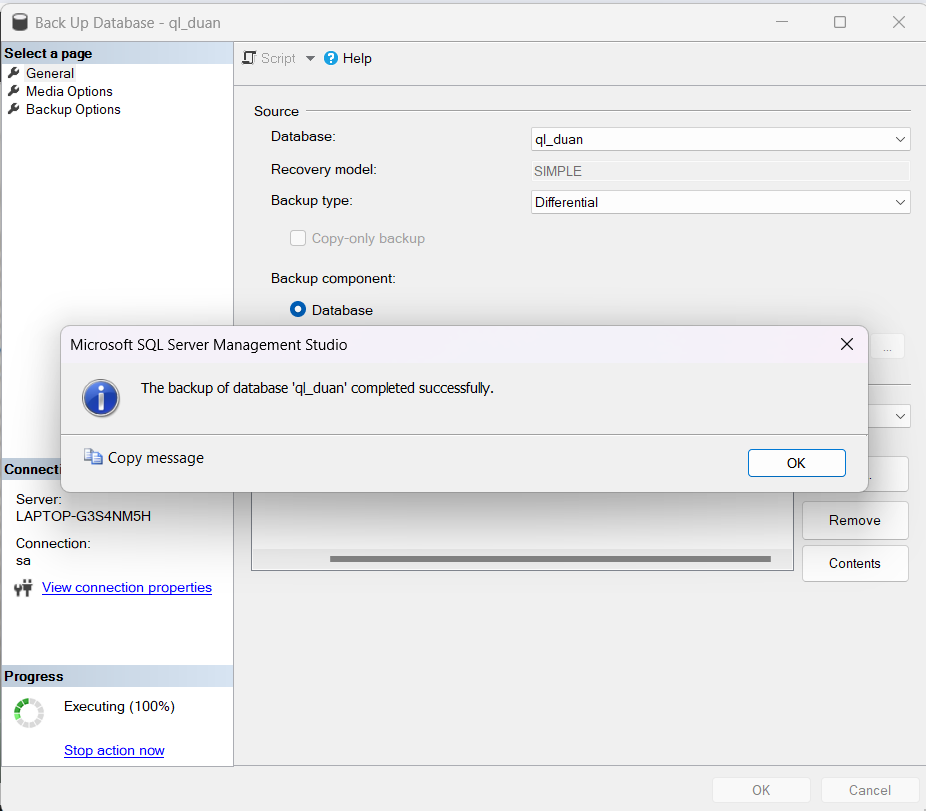 Back Up Database - ql_duan
Select a page
General
Media Options
Backup Options
Script
Help
Source
Database:
ql_duan
Recovery model:
SIMPLE
Backup type:
Differential
Copy-only backup
Backup component:
Database
...
Microsoft SQL Server Management Studio
The backup of database 'ql_duan' completed successfully.
Copy message
OK
Connecti
Server:
LAPTOP-G3S4NM5H
Connection:
sa
View connection properties
Remove
Contents
Progress
Executing (100%)
Stop action now
OK
Cancel